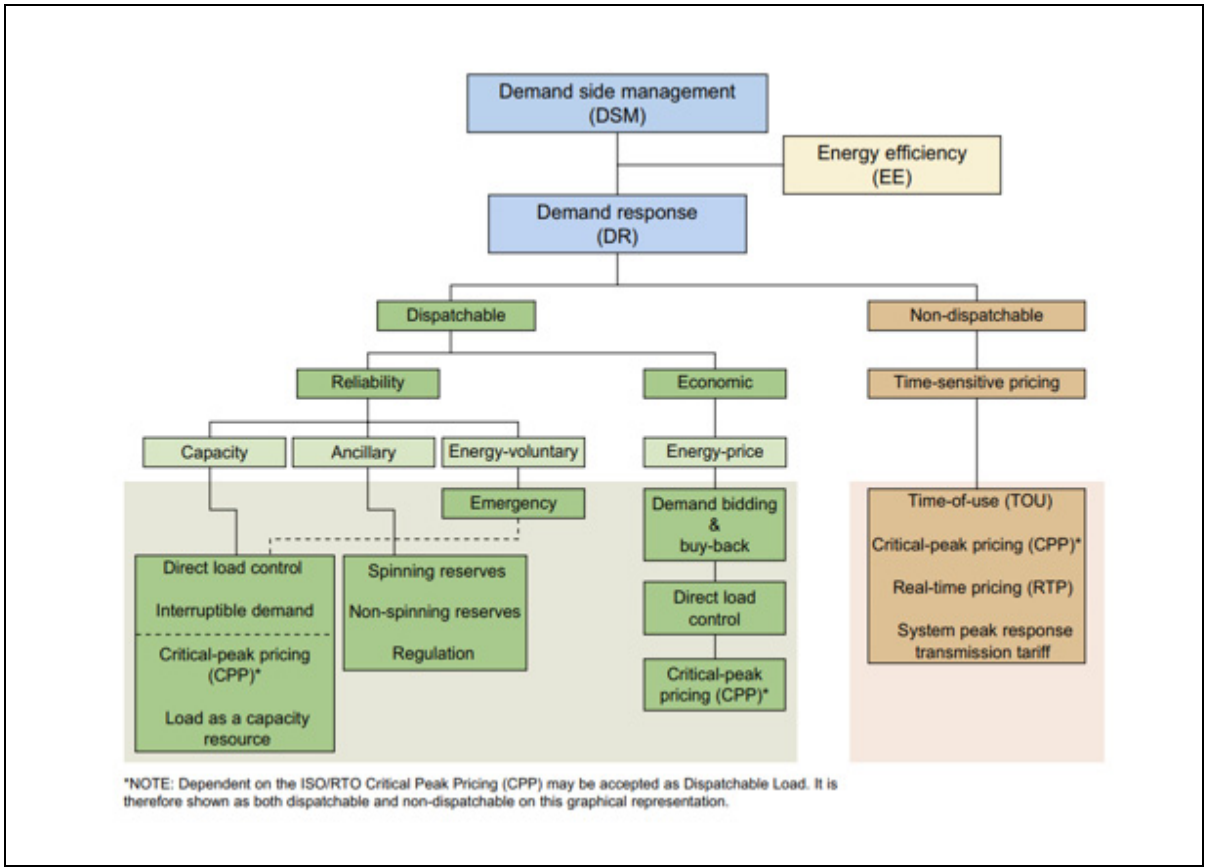 Demand side management
(DSM)
Energy efficiency
(EE)
Demand response
(DR)
Dispatchable
Non-dispatchable
Reliability
Economic
Time-sensitive pricing
Capacity
Ancillary
Energy-voluntary
Energy-price
Emergency
Direct load control
Interruptible demand
Critical-peak pricing
(CPP)*
Load as a capacity
resource
Spinning reserves
Non-spinning reserves
Regulation
Demand bidding
&
buy-back
Direct load
control
Critical-peak
pricing (CPP)*
Time-of-use (TOU)
Critical-peak pricing (CPP)*
Real-time pricing (RTP)
System peak response
transmission tariff
*NOTE: Dependent on the ISO/RTO Critical Peak Pricing (CPP) may be accepted as Dispatchable Load. It is
therefore shown as both dispatchable and non-dispatchable on this graphical representation.